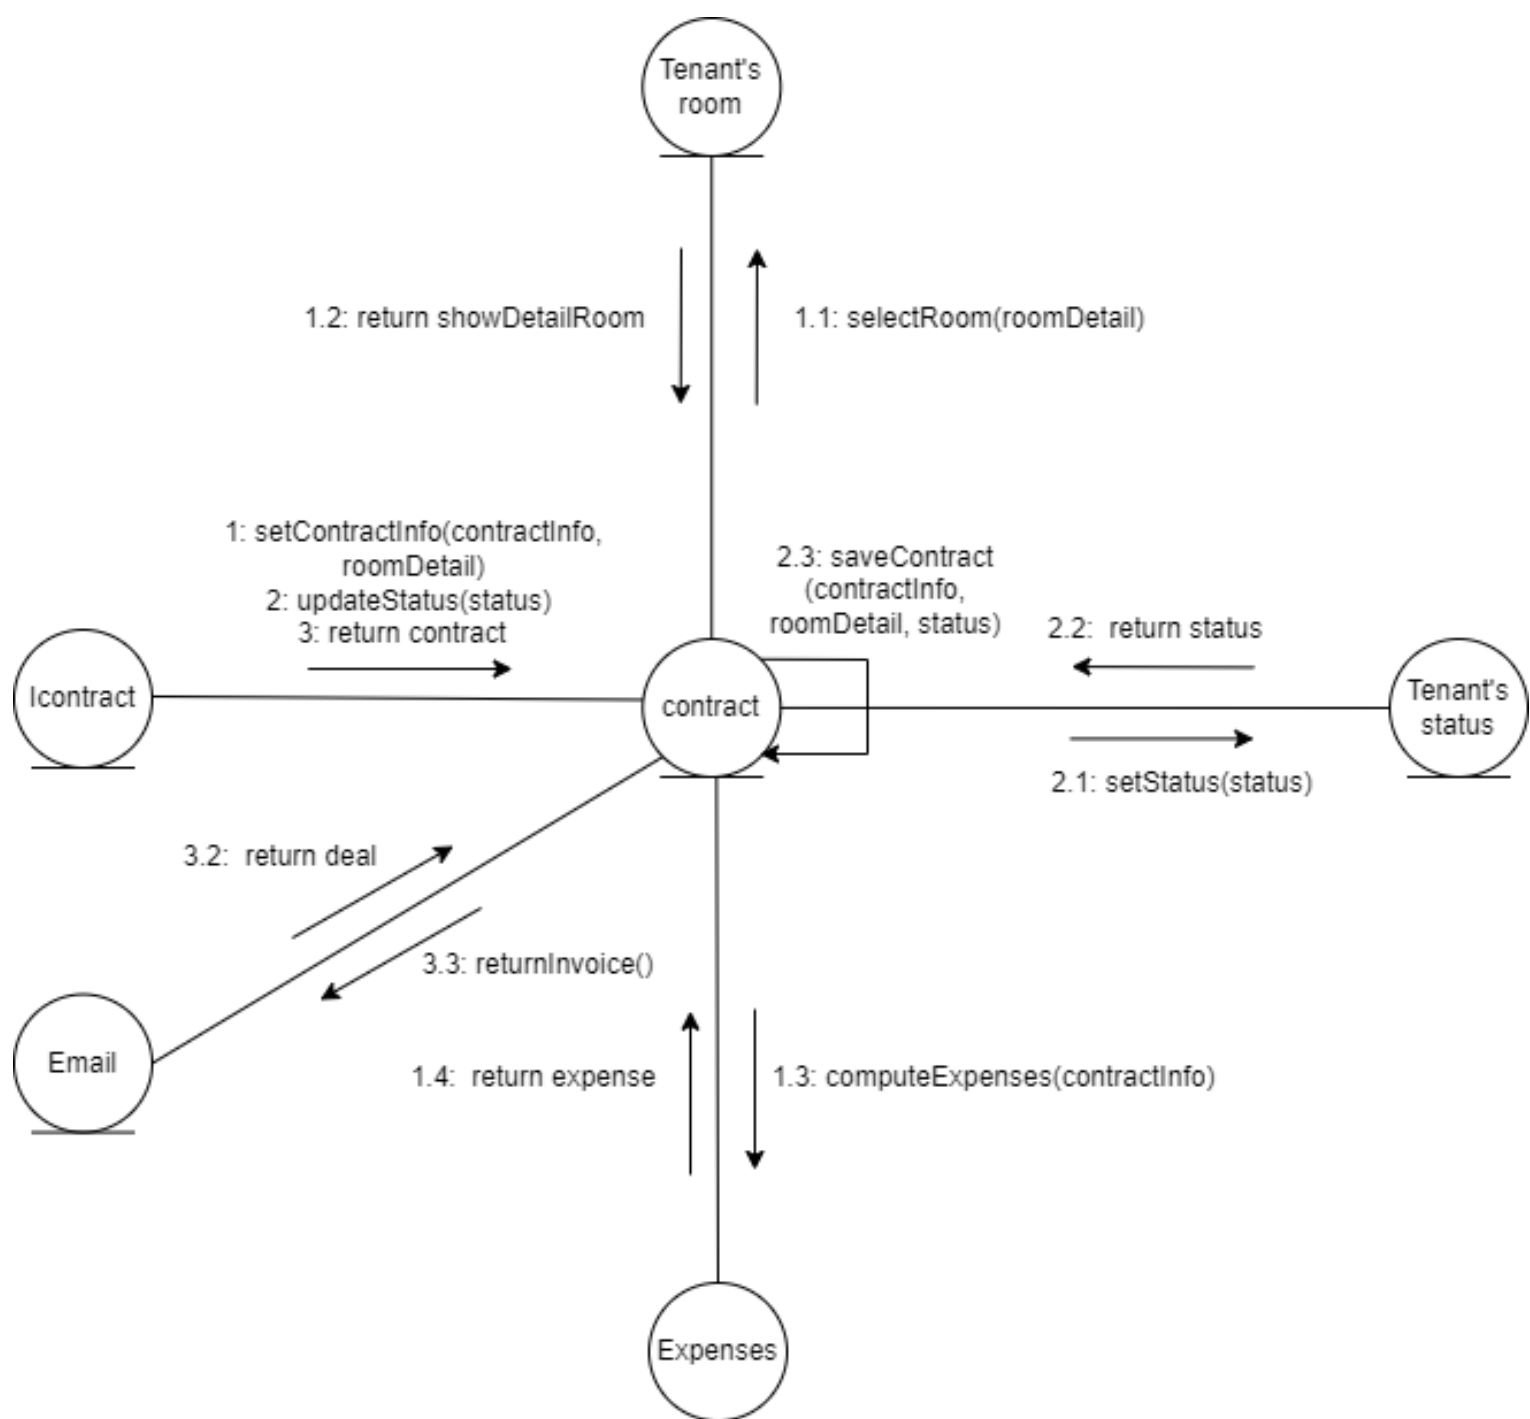 Tenant's
room
1.2: return showDetailRoom
1.1: selectRoom(roomDetail)
1: setContractInfo(contractInfo,
roomDetail)
2: updateStatus(status)
3: return contract
2.3: saveContract
(contractInfo,
roomDetail, status)
2.2: return status
Icontract
contract
Tenant's
status
2.1: setStatus(status)
3.2: return deal
3.3: returnInvoice()
Email
1.4: return expense
1.3: computeExpenses(contractInfo)
Expenses